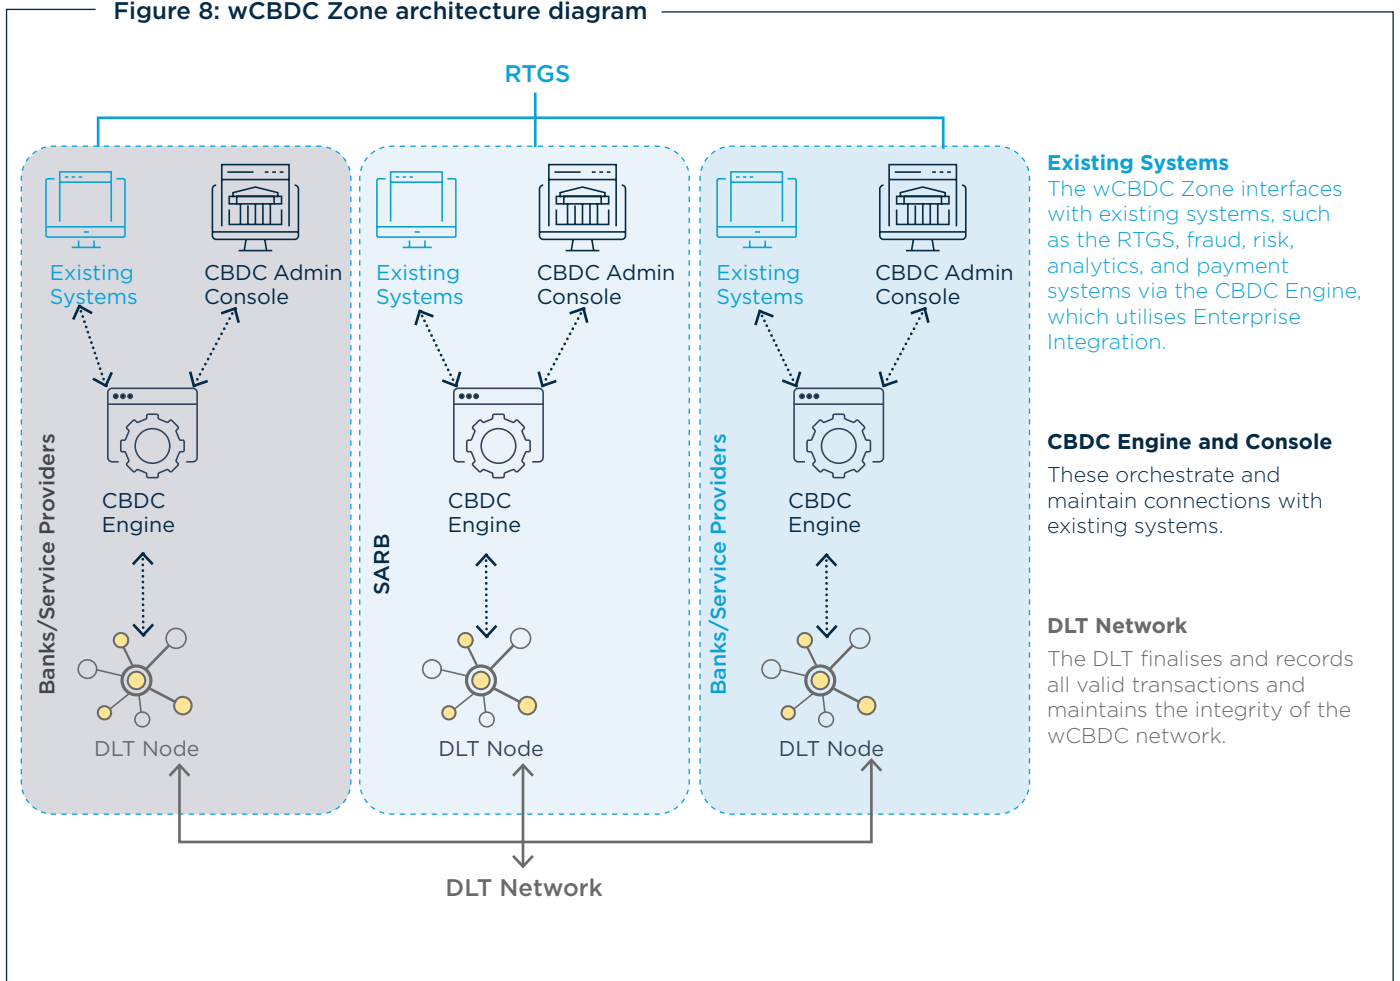 Figure 8: wCBDC Zone architecture diagram
RTGS
Existing
Systems
CBDC Admin
Console
CBDC
Engine
DLT Node
Banks/Service Providers
Existing
Systems
CBDC Admin
Console
CBDC
Engine
DLT Node
SARB
Existing
Systems
CBDC Admin
Console
CBDC
Engine
DLT Node
Banks/Service Providers
DLT Network
Existing Systems
The wCBDC Zone interfaces
with existing systems, such
as the RTGS, fraud, risk,
analytics, and payment
systems via the CBDC Engine,
which utilises Enterprise
Integration.
CBDC Engine and Console
These orchestrate and
maintain connections with
existing systems.
DLT Network
The DLT finalises and records
all valid transactions and
maintains the integrity of the
wCBDC network.